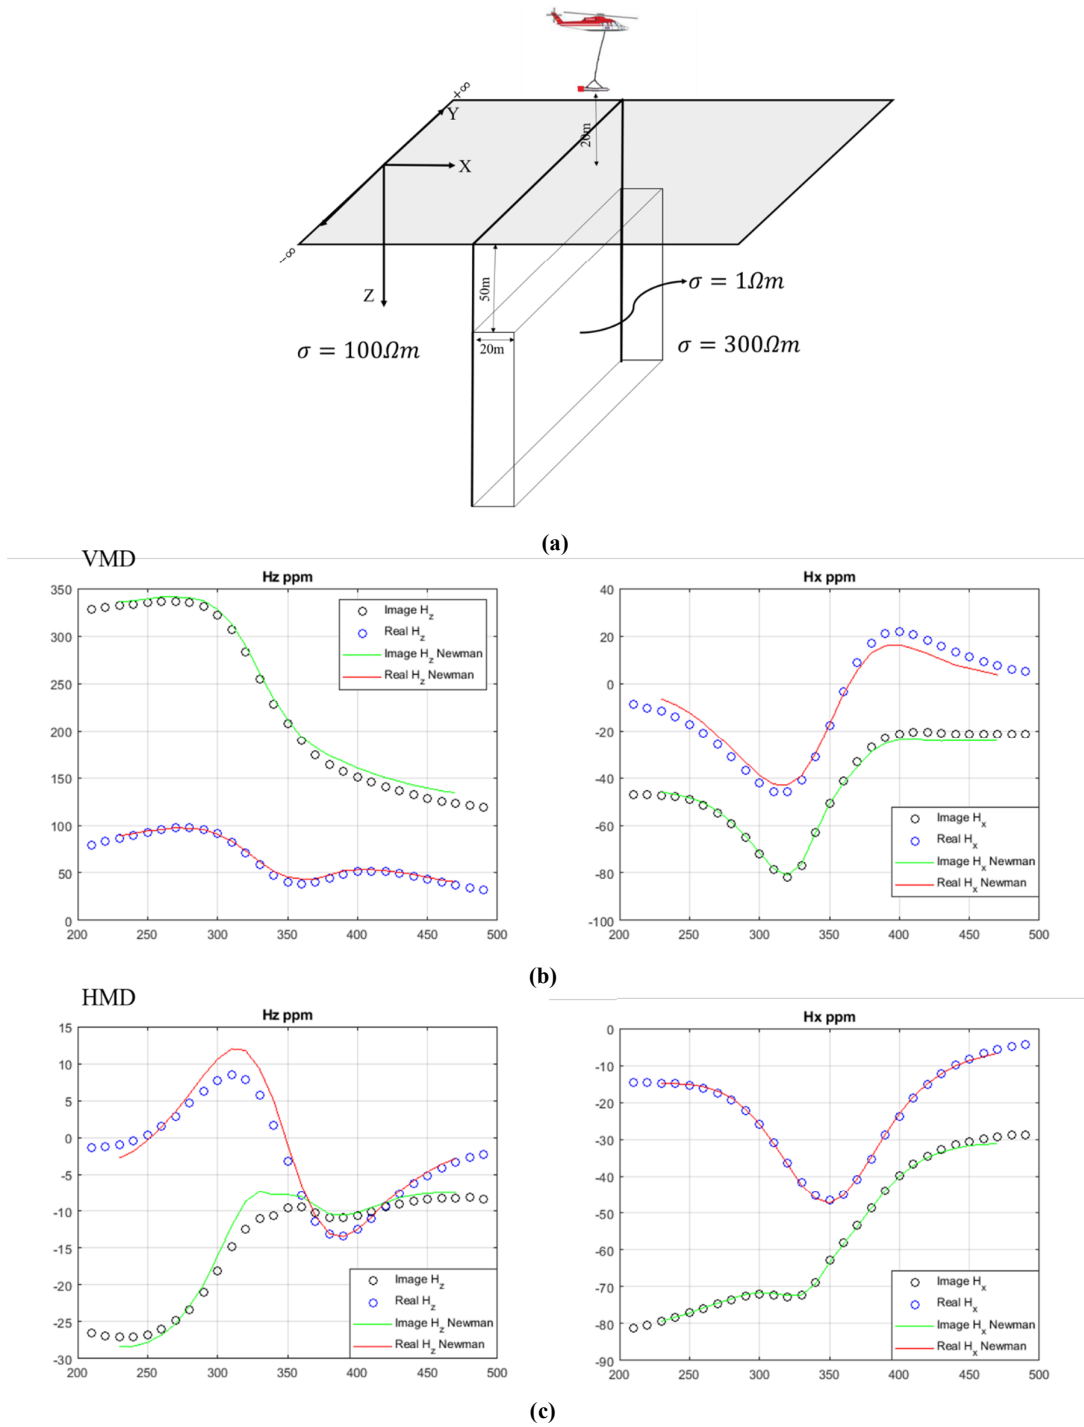 +∞
Y
X
20m
-∞
Z
50m
20m
σ = 1Ωm
σ = 100Ωm
σ = 300Ωm
(a)
VMD
Hz ppm
350
300
250
200
150
100
50
0
200 250 300 350 400 450 500
Image Hz
Real Hz
Image Hz Newman
Real Hz Newman
Hx ppm
40
20
0
-20
-40
-60
-80
-100
200 250 300 350 400 450 500
Image Hx
Real Hx
Image Hx Newman
Real Hx Newman
(b)
HMD
Hz ppm
15
10
5
0
-5
-10
-15
-20
-25
-30
200 250 300 350 400 450 500
Image Hz
Real Hz
Image Hz Newman
Real Hz Newman
Hx ppm
0
-10
-20
-30
-40
-50
-60
-70
-80
-90
200 250 300 350 400 450 500
Image Hx
Real Hx
Image Hx Newman
Real Hx Newman
(c)